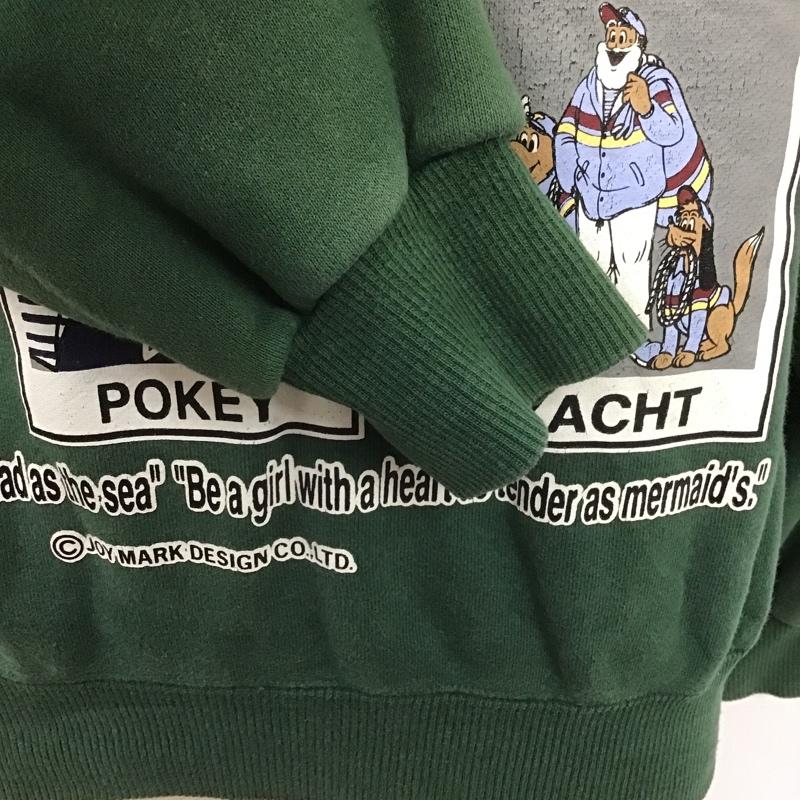 POKEY ACHT
ad as the sea" "Be a girl with a heart as tender as mermaid's."
© JOY MARK DESIGN CO., LTD.